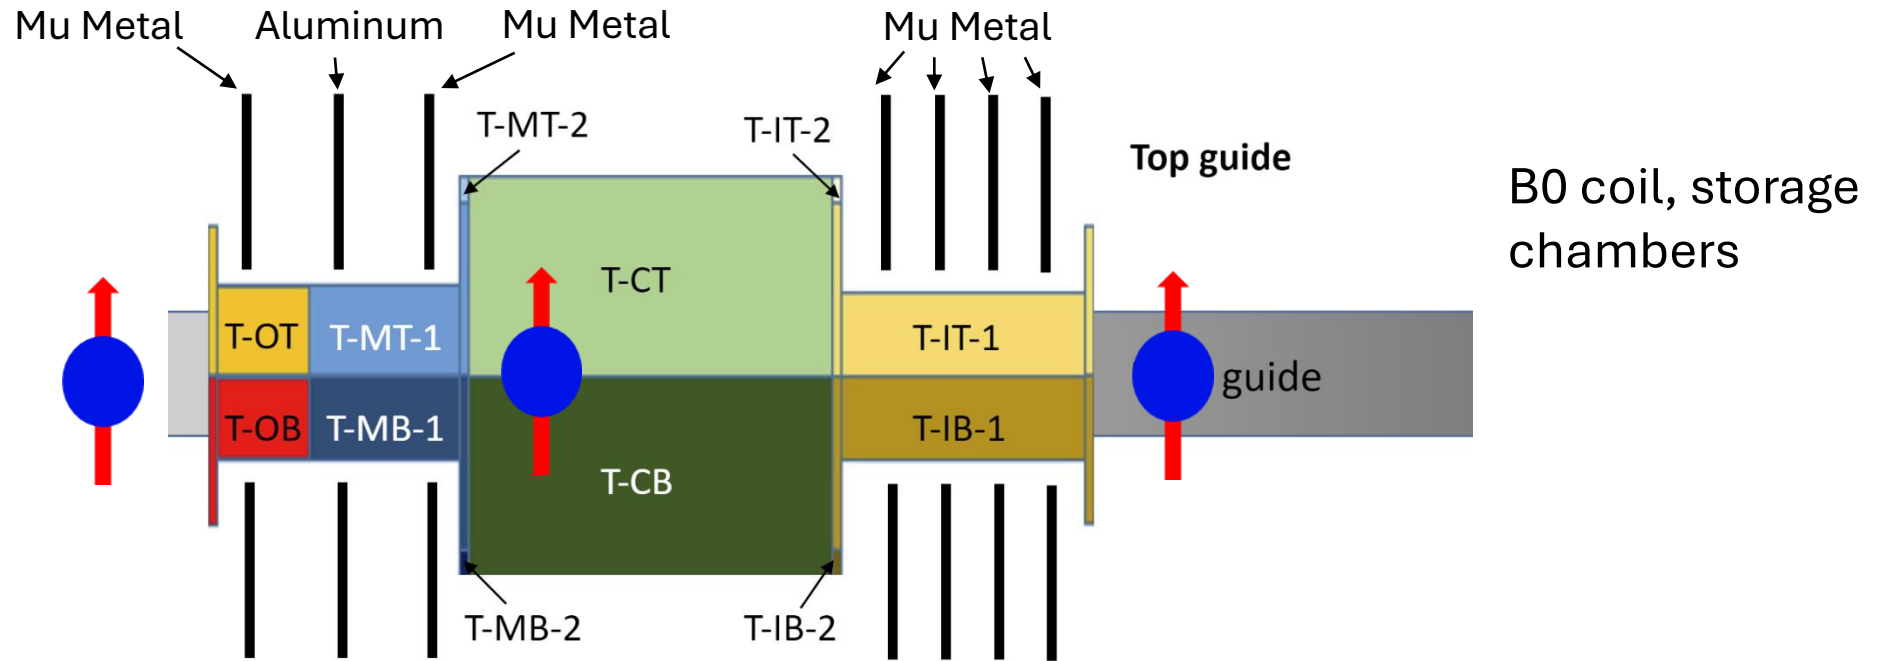 Mu Metal
Aluminum
Mu Metal
Mu Metal
T-MT-2
T-IT-2
Top guide
B0 coil, storage
chambers
T-CT
T-OT
T-MT-1
T-IT-1
guide
T-OB
T-MB-1
T-IB-1
T-CB
T-MB-2
T-IB-2